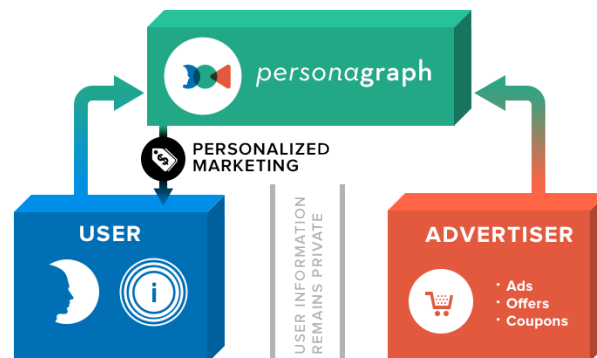 personagraph
PERSONALIZED
MARKETING
USER
i
USER INFORMATION
REMAINS PRIVATE
ADVERTISER
· Ads
· Offers
· Coupons